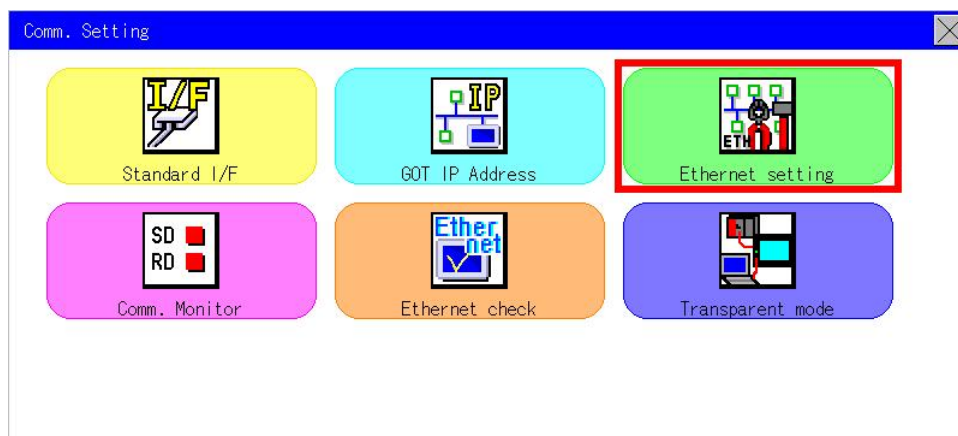 Comm. Setting
I/F
Standard I/F
IP
GOT IP Address
ETH
Ethernet setting
SD
RD
Comm. Monitor
Ether
net
Ethernet check
Transparent mode